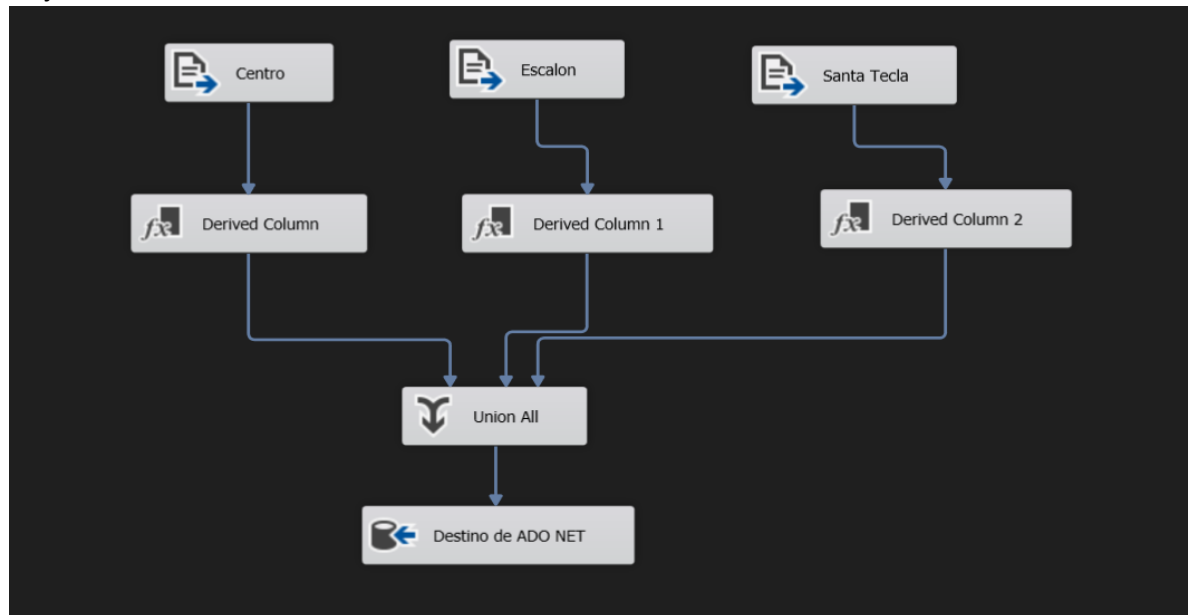 Centro
Escalon
Santa Tecla
Derived Column
Derived Column 1
Derived Column 2
Union All
Destino de ADO NET